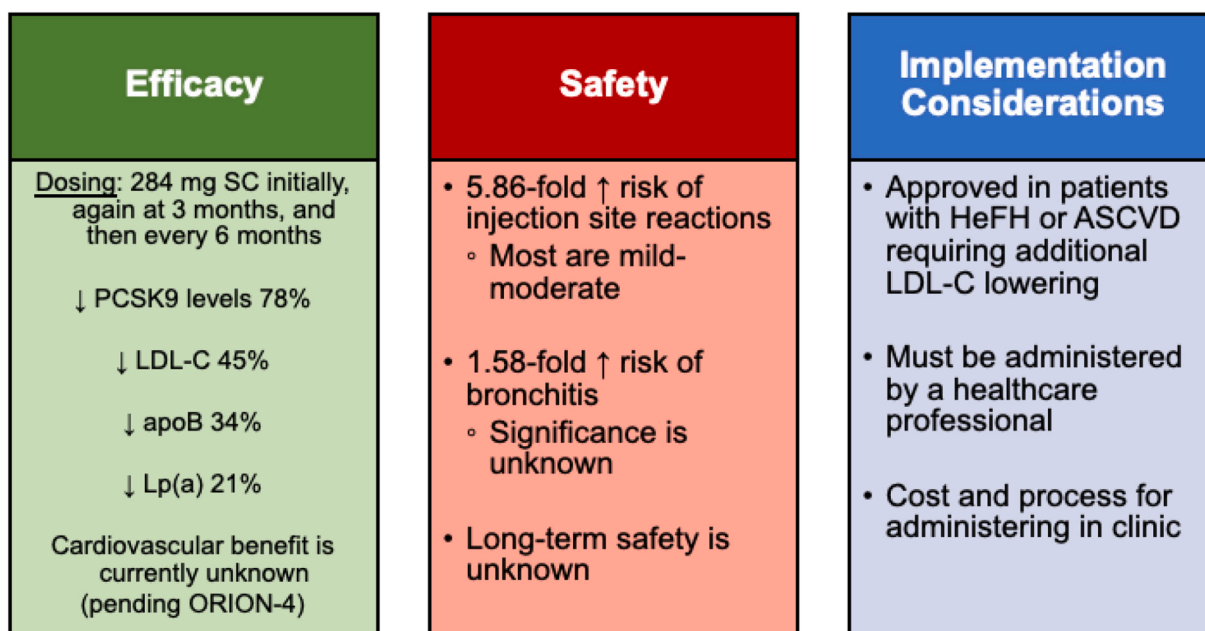 Efficacy
Dosing: 284 mg SC initially,
again at 3 months, and
then every 6 months
↓ PCSK9 levels 78%
↓ LDL-C 45%
↓ apoB 34%
↓ Lp(a) 21%
Cardiovascular benefit is
currently unknown
(pending ORION-4)
Safety
• 5.86-fold ↑ risk of
injection site reactions
◦ Most are mild-
moderate
• 1.58-fold ↑ risk of
bronchitis
◦ Significance is
unknown
• Long-term safety is
unknown
Implementation
Considerations
• Approved in patients
with HeFH or ASCVD
requiring additional
LDL-C lowering
• Must be administered
by a healthcare
professional
• Cost and process for
administering in clinic